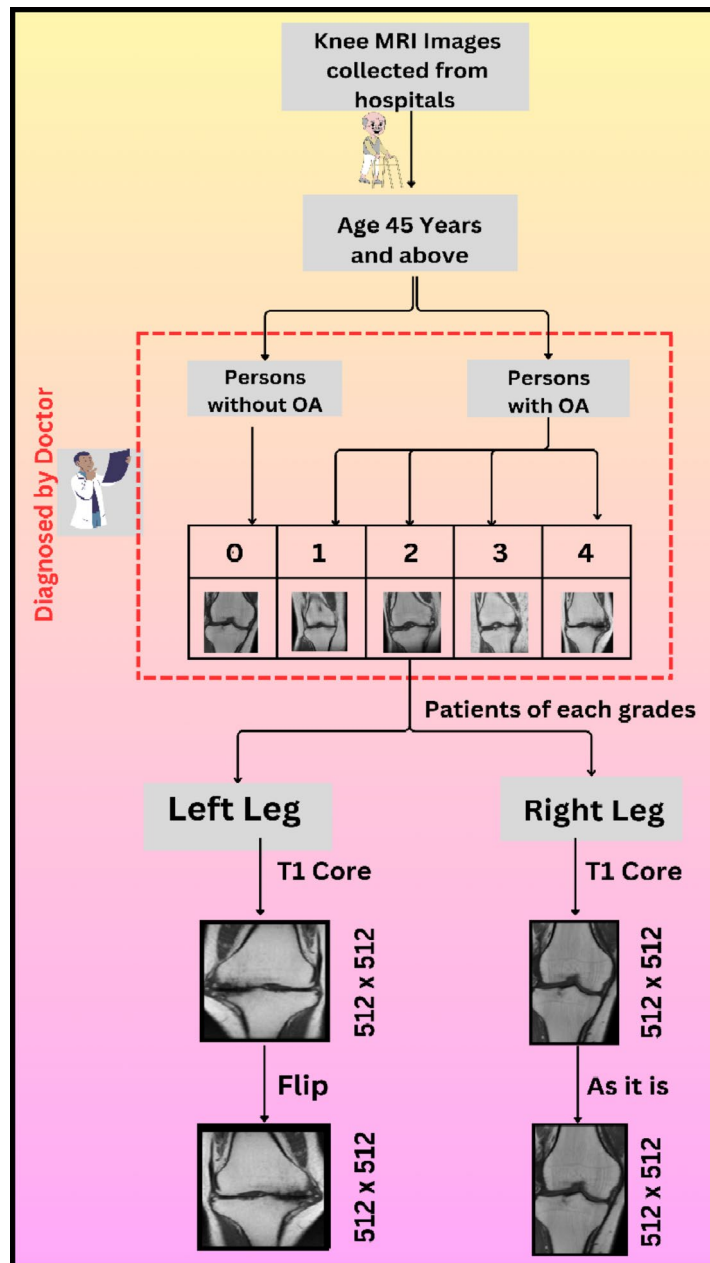 Knee MRI Images
collected from
hospitals
Age 45 Years
and above
Diagnosed by Doctor
Persons
without OA
Persons
with OA
0 1 2 3 4
Patients of each grades
Left Leg
Right Leg
T1 Core
T1 Core
512 x 512
512 x 512
Flip
As it is
512 x 512
512 x 512